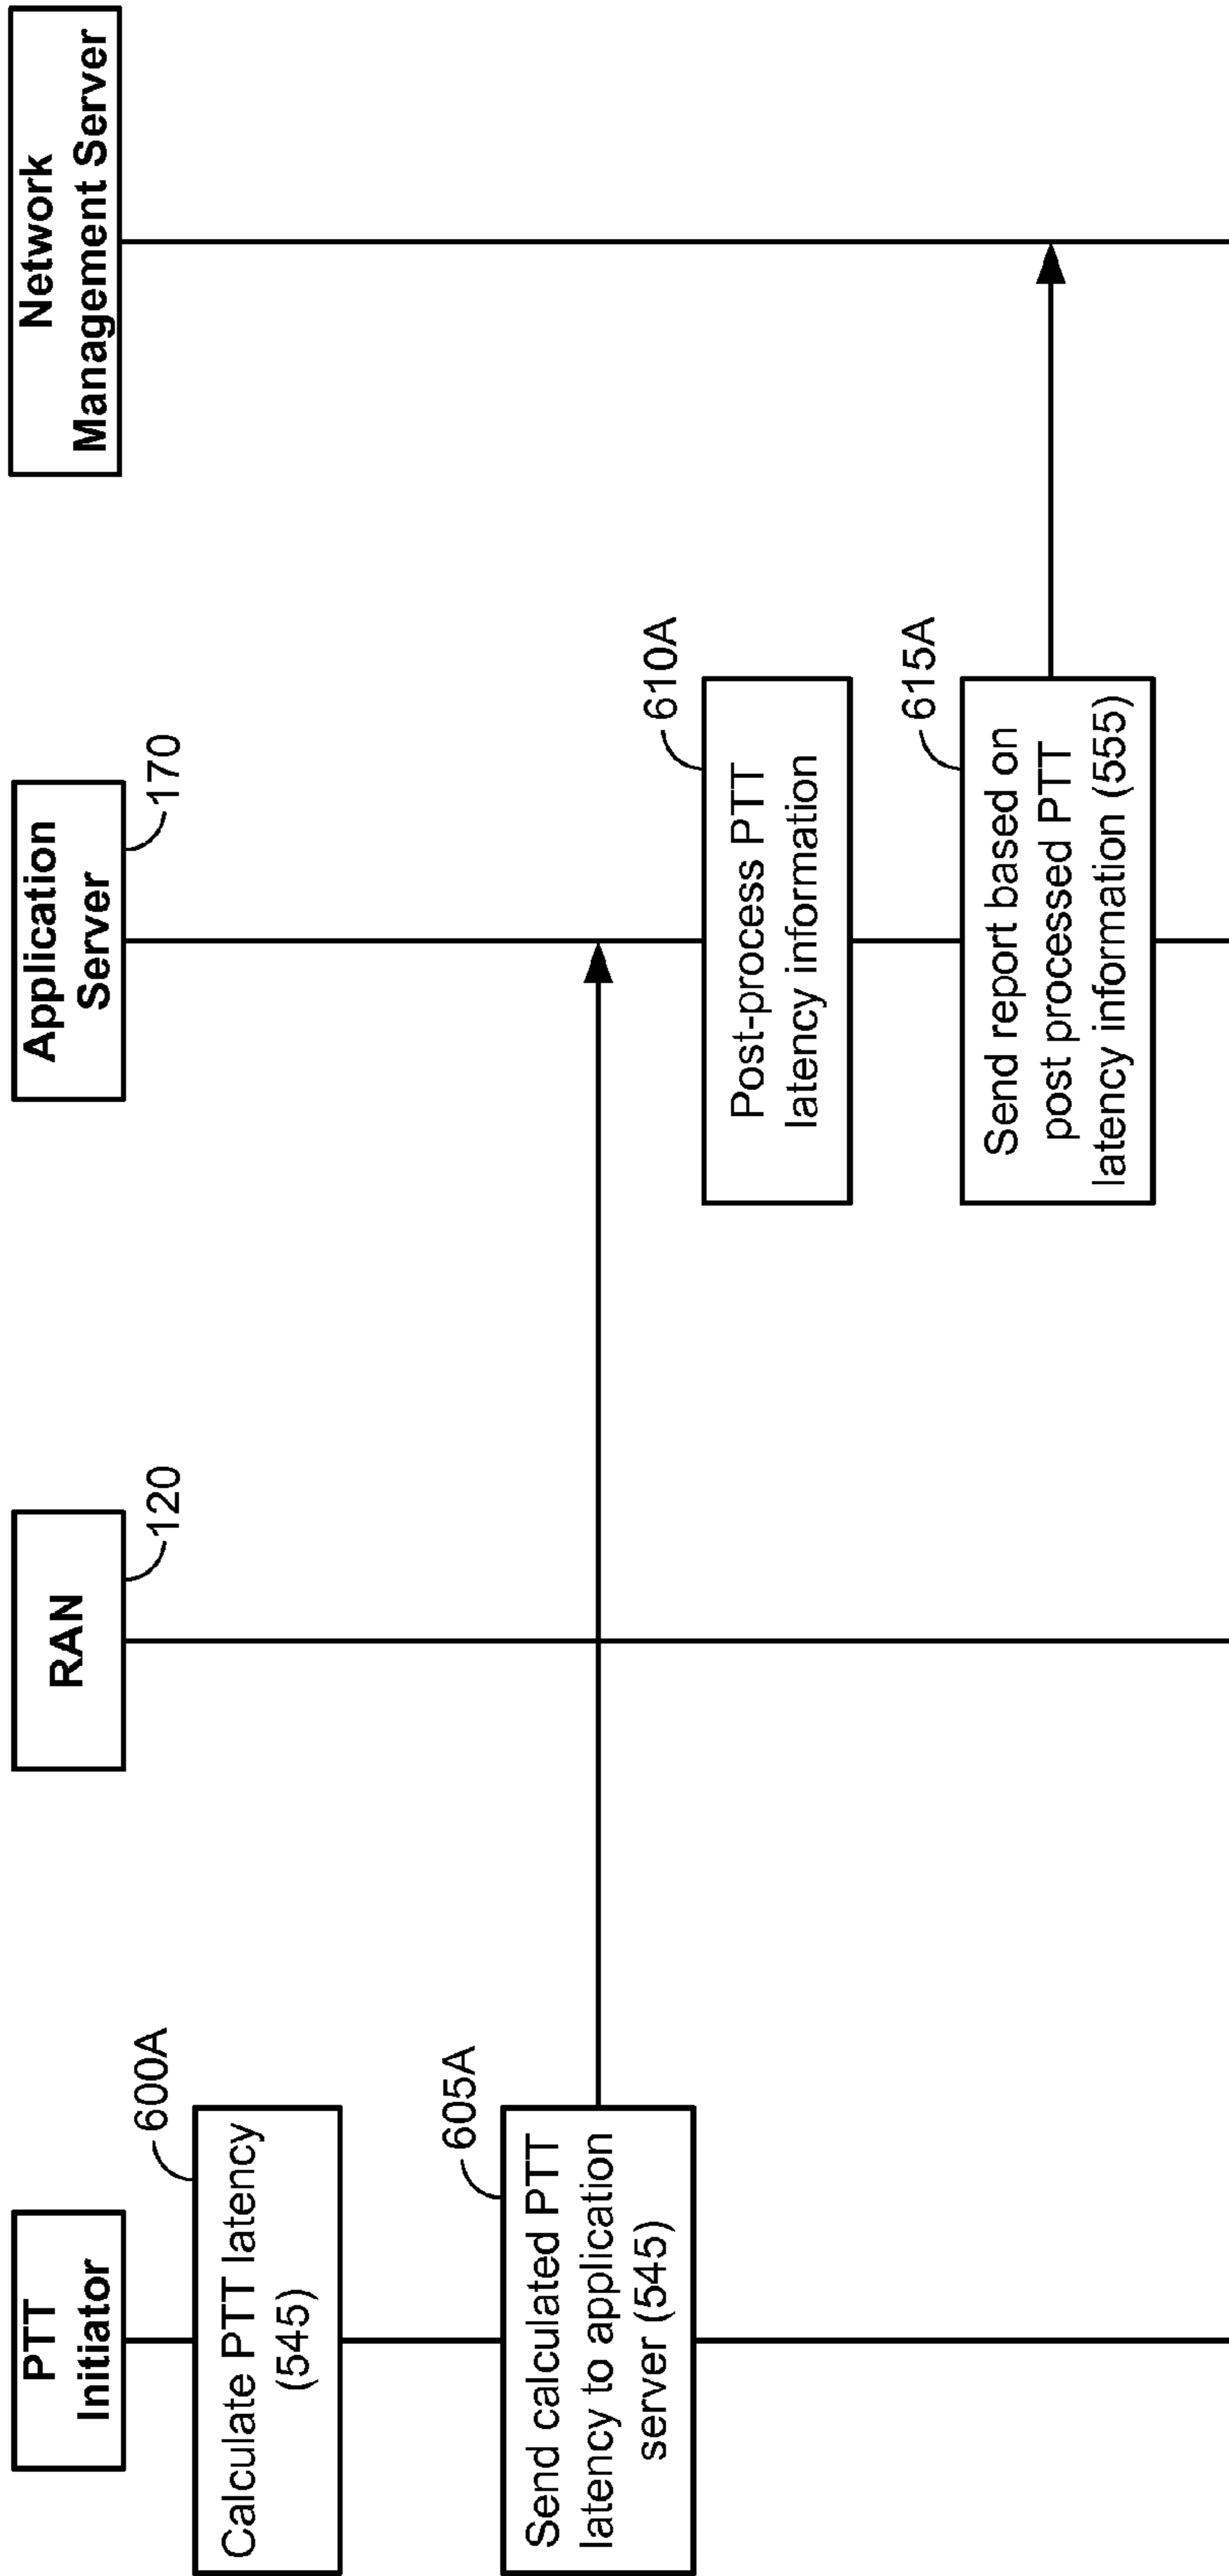 PTT
Initiator
RAN
120
Application
Server
170
Network
Management Server
600A
Calculate PTT latency
(545)
605A
Send calculated PTT
latency to application
server (545)
610A
Post-process PTT
latency information
615A
Send report based on
post processed PTT
latency information (555)